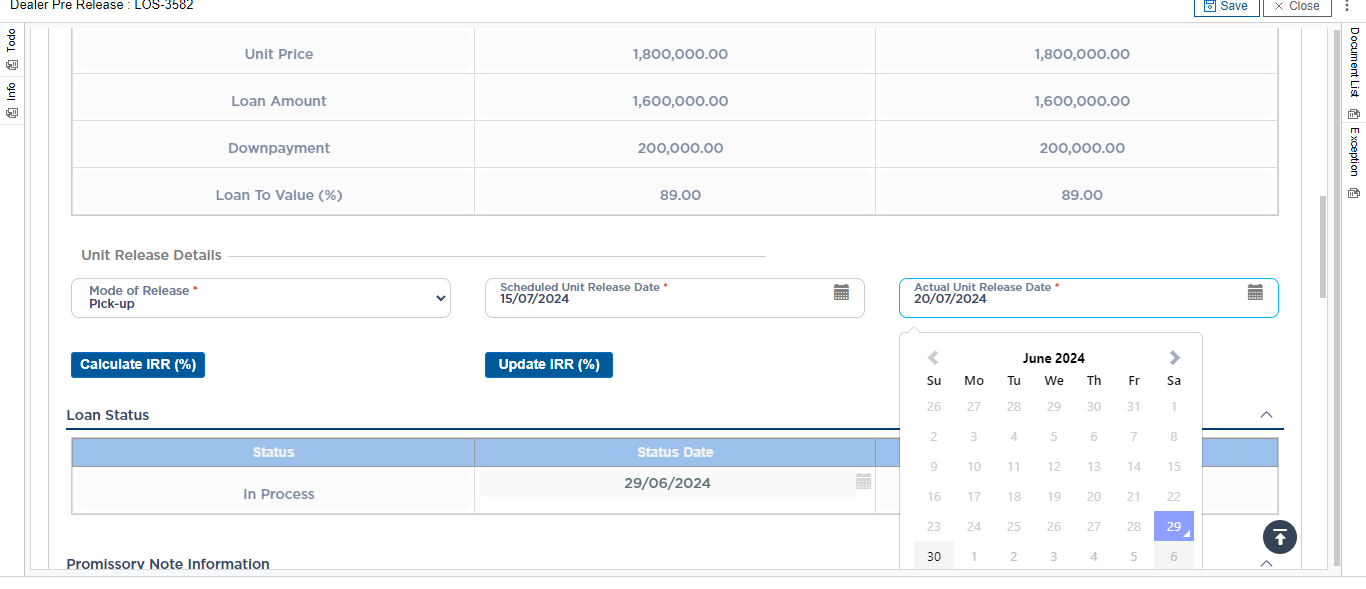 Dealer Pre Release : LOS-3582
Save
Close
Todo
Info
Document List
Exception
Unit Price 1,800,000.00 1,800,000.00
Loan Amount 1,600,000.00 1,600,000.00
Downpayment 200,000.00 200,000.00
Loan To Value (%) 89.00 89.00
Unit Release Details
Mode of Release *
Pick-up
Scheduled Unit Release Date *
15/07/2024
Actual Unit Release Date *
20/07/2024
Calculate IRR (%)
Update IRR (%)
June 2024
Su Mo Tu We Th Fr Sa
26 27 28 29 30 31 1
2 3 4 5 6 7 8
9 10 11 12 13 14 15
16 17 18 19 20 21 22
23 24 25 26 27 28 29
30 1 2 3 4 5 6
Loan Status
Status Status Date
In Process 29/06/2024
Promissory Note Information